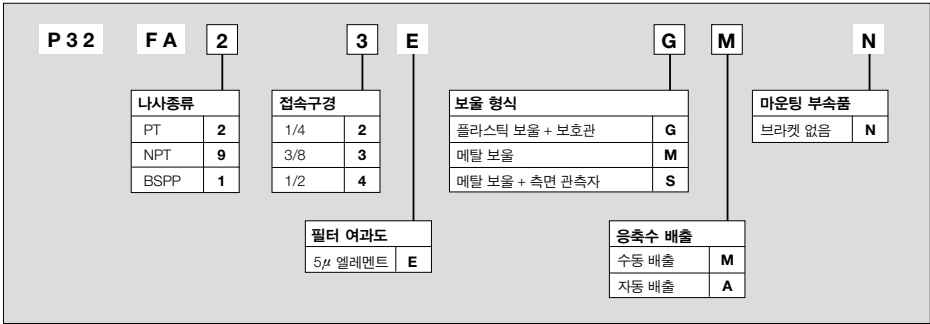 P32 FA 2 3 E G M N
나사종류
PT 2
NPT 9
BSPP 1
접속구경
1/4 2
3/8 3
1/2 4
보울 형식
플라스틱 보울 + 보호관 G
메탈 보울 M
메탈 보울 + 측면 관측자 S
마운팅 부속품
브라켓 없음 N
필터 여과도
5μ 엘레멘트 E
응축수 배출
수동 배출 M
자동 배출 A